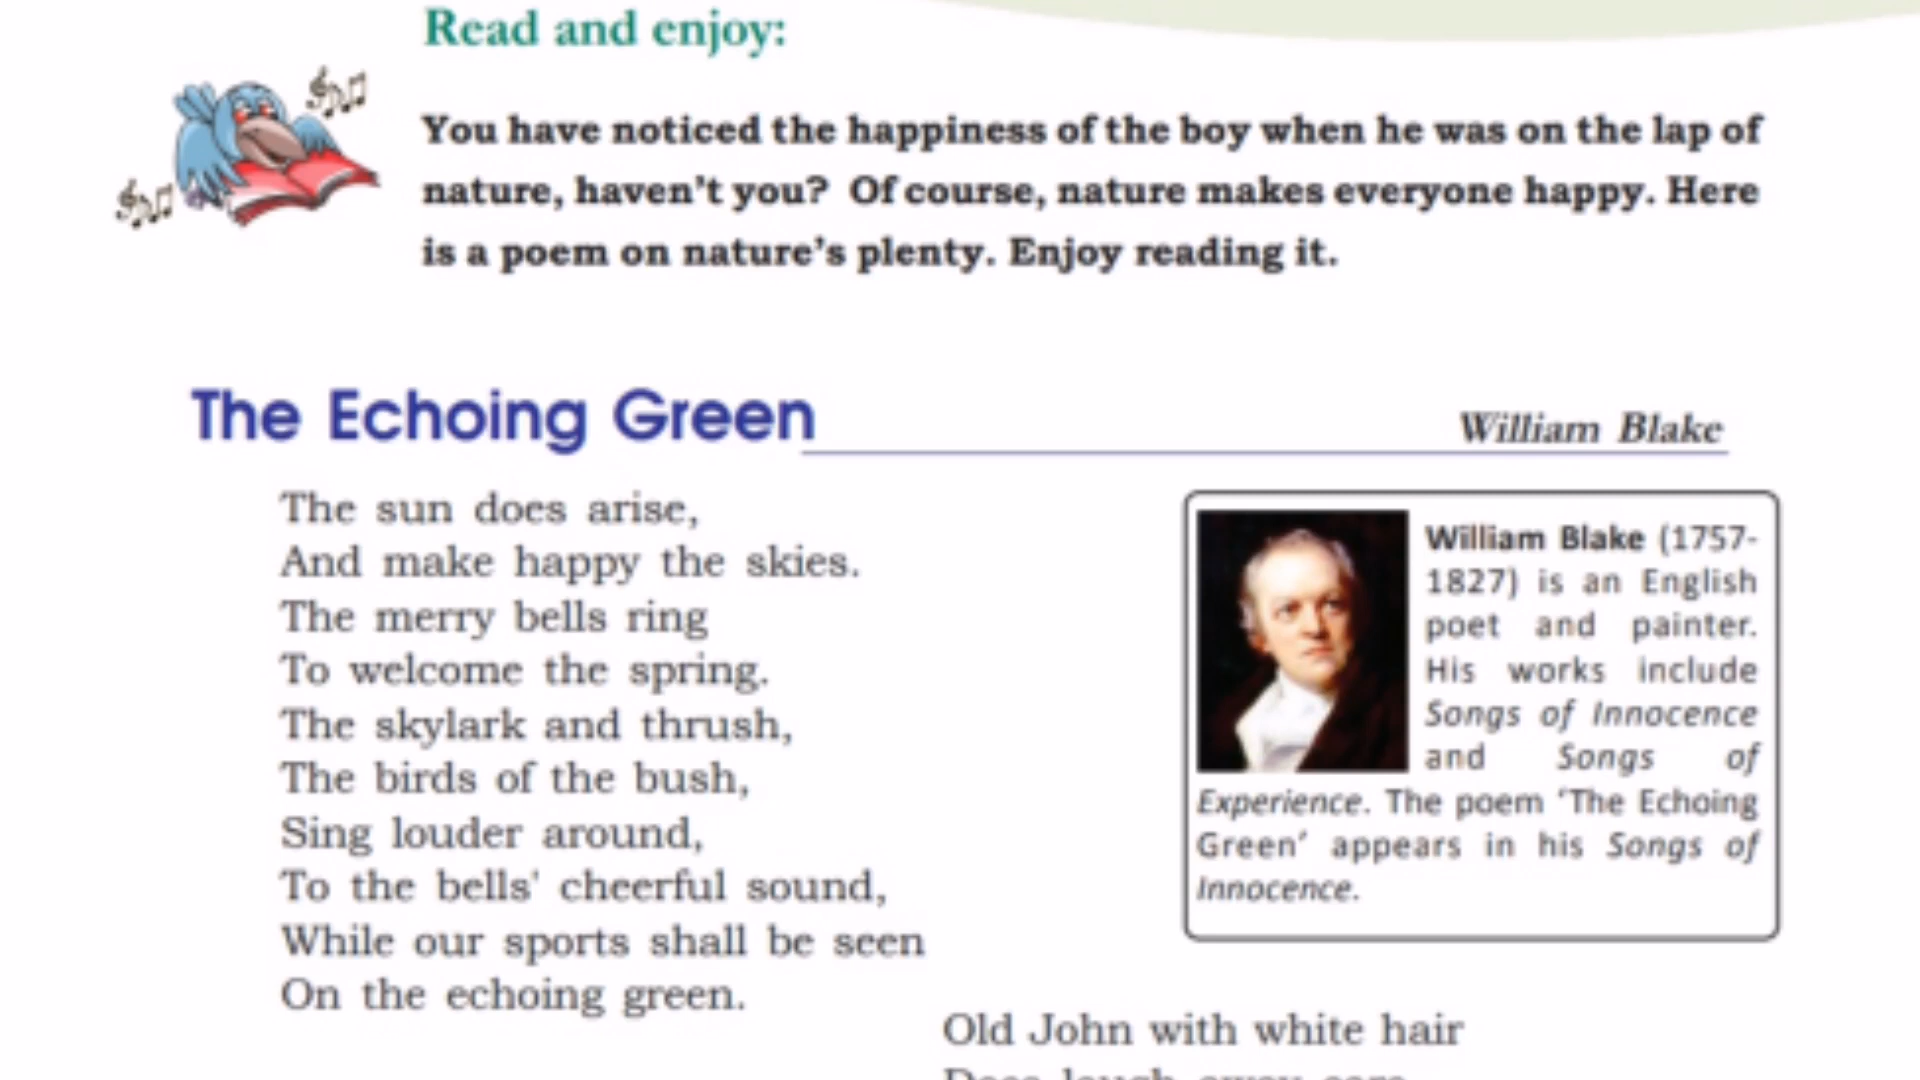 Read and enjoy:
You have noticed the happiness of the boy when he was on the lap of
nature, haven't you? Of course, nature makes everyone happy. Here
is a poem on nature's plenty. Enjoy reading it.
The Echoing Green
William Blake
The sun does arise,
And make happy the skies.
The merry bells ring
To welcome the spring.
The skylark and thrush,
The birds of the bush,
Sing louder around,
To the bells' cheerful sound,
While our sports shall be seen
On the echoing green.
William Blake (1757-
1827) is an English
poet and painter.
His works include
Songs of Innocence
and Songs of
Experience. The poem 'The Echoing
Green' appears in his Songs of
Innocence.
Old John with white hair
Does laugh away care